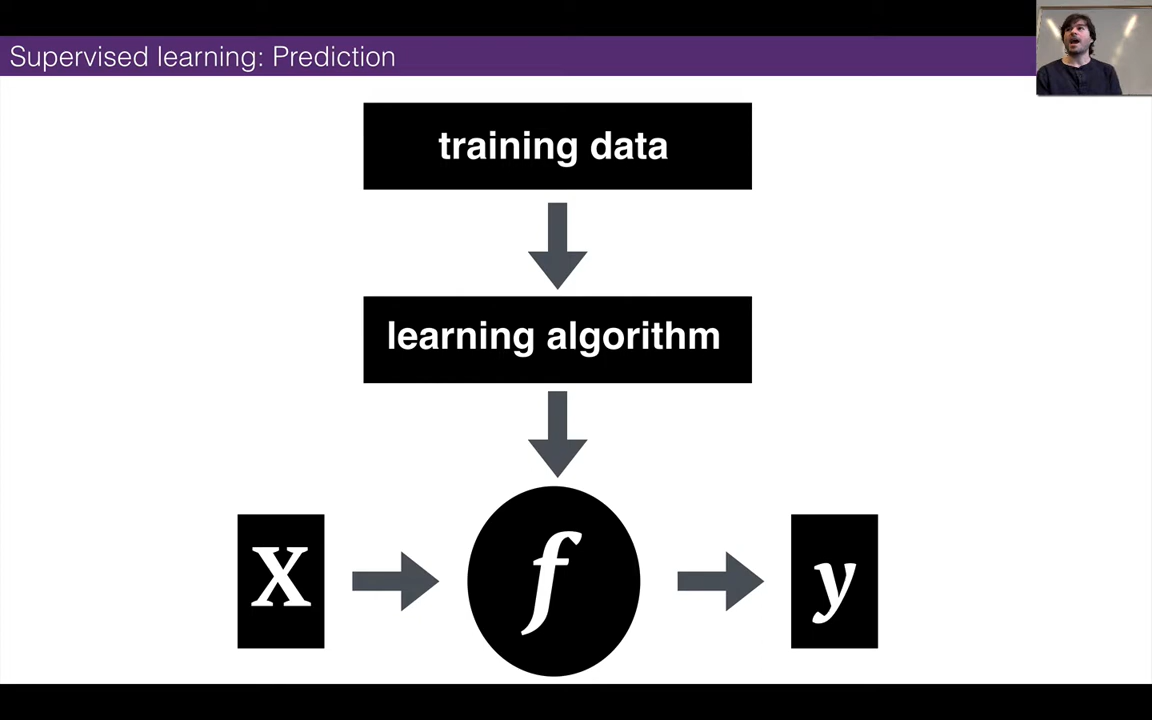 Supervised learning: Prediction
training data
learning algorithm
X
f
y